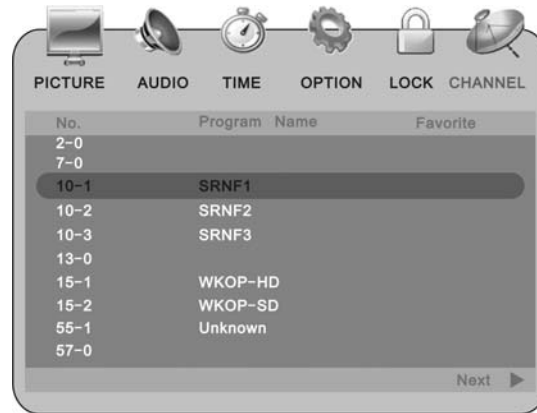 PICTURE AUDIO TIME OPTION LOCK CHANNEL
No. Program Name Favorite
2-0
7-0
10-1 SRNF1
10-2 SRNF2
10-3 SRNF3
13-0
15-1 WKOP-HD
15-2 WKOP-SD
55-1 Unknown
57-0
Next